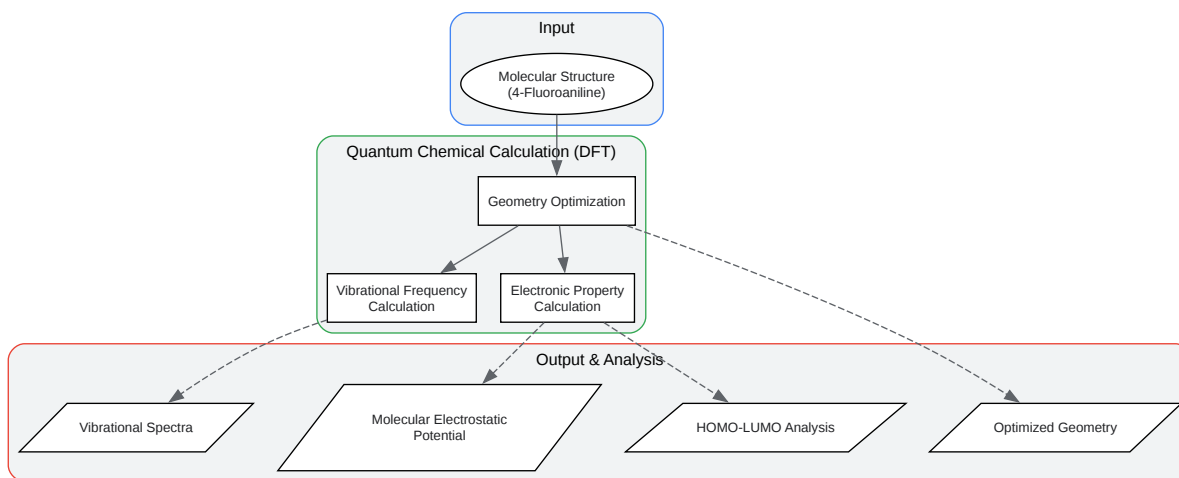 Input
Molecular Structure
(4-Fluoroaniline)
Quantum Chemical Calculation (DFT)
Geometry Optimization
Vibrational Frequency
Calculation
Electronic Property
Calculation
Output & Analysis
Vibrational Spectra
Molecular Electrostatic
Potential
HOMO-LUMO Analysis
Optimized Geometry